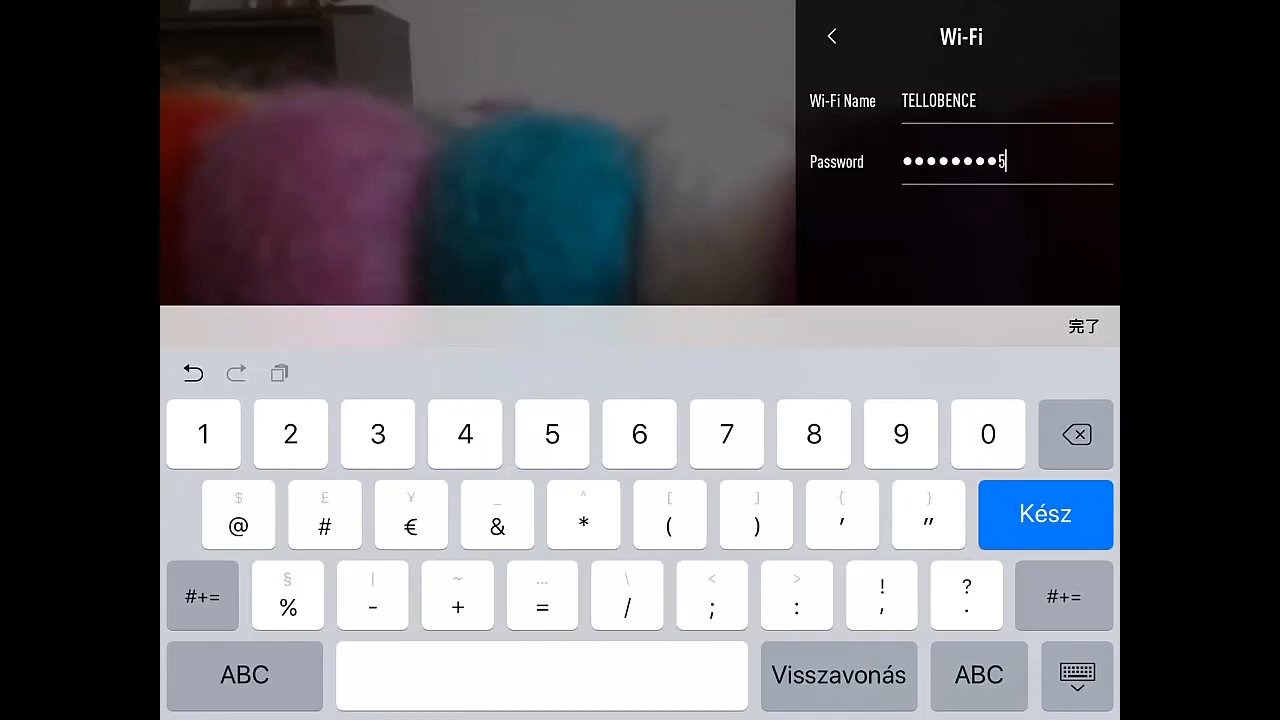 Wi-Fi
Wi-Fi Name TELLOBENCE
Password ●●●●●●●●5
完了
1 2 3 4 5 6 7 8 9 0
$ £ ¥ _ ^ [ ] { }
@ # € & * ( ) ' " Kész
§ | ~ … \ < > ! ?
#+= % - + = / ; : , . #+=
ABC Visszavonás ABC